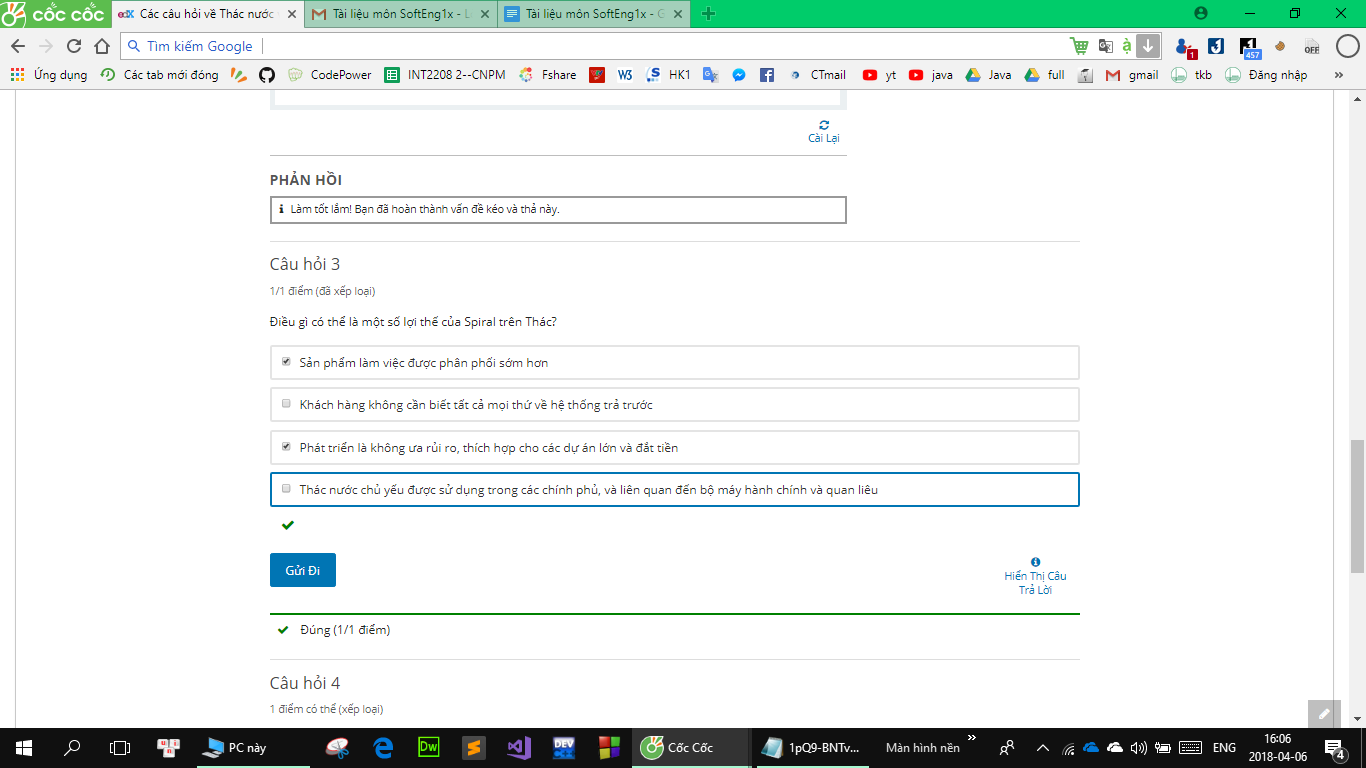 cốc cốc
edX Các câu hỏi về Thác nước
Tài liệu môn SoftEng1x - L
Tài liệu môn SoftEng1x - G
Tìm kiếm Google
1
457
OFF
Ứng dụng
Các tab mới đóng
CodePower
INT2208 2--CNPM
Fshare
W3
HK1
CTmail
yt
java
Java
full
gmail
tkb
Đăng nhập
»
Cài Lại
PHẢN HỒI
Làm tốt lắm! Bạn đã hoàn thành vấn đề kéo và thả này.
Câu hỏi 3
1/1 điểm (đã xếp loại)
Điều gì có thể là một số lợi thế của Spiral trên Thác?
Sản phẩm làm việc được phân phối sớm hơn
Khách hàng không cần biết tất cả mọi thứ về hệ thống trả trước
Phát triển là không ưa rủi ro, thích hợp cho các dự án lớn và đắt tiền
Thác nước chủ yếu được sử dụng trong các chính phủ, và liên quan đến bộ máy hành chính và quan liêu
Gửi Đi
Hiển Thị Câu
Trả Lời
Đúng (1/1 điểm)
Câu hỏi 4
1 điểm có thể (xếp loại)
PC này
Dw
DEV
Cốc Cốc
1pQ9-BNTv...
Màn hình nền
»
ENG
16:06
2018-04-06
4